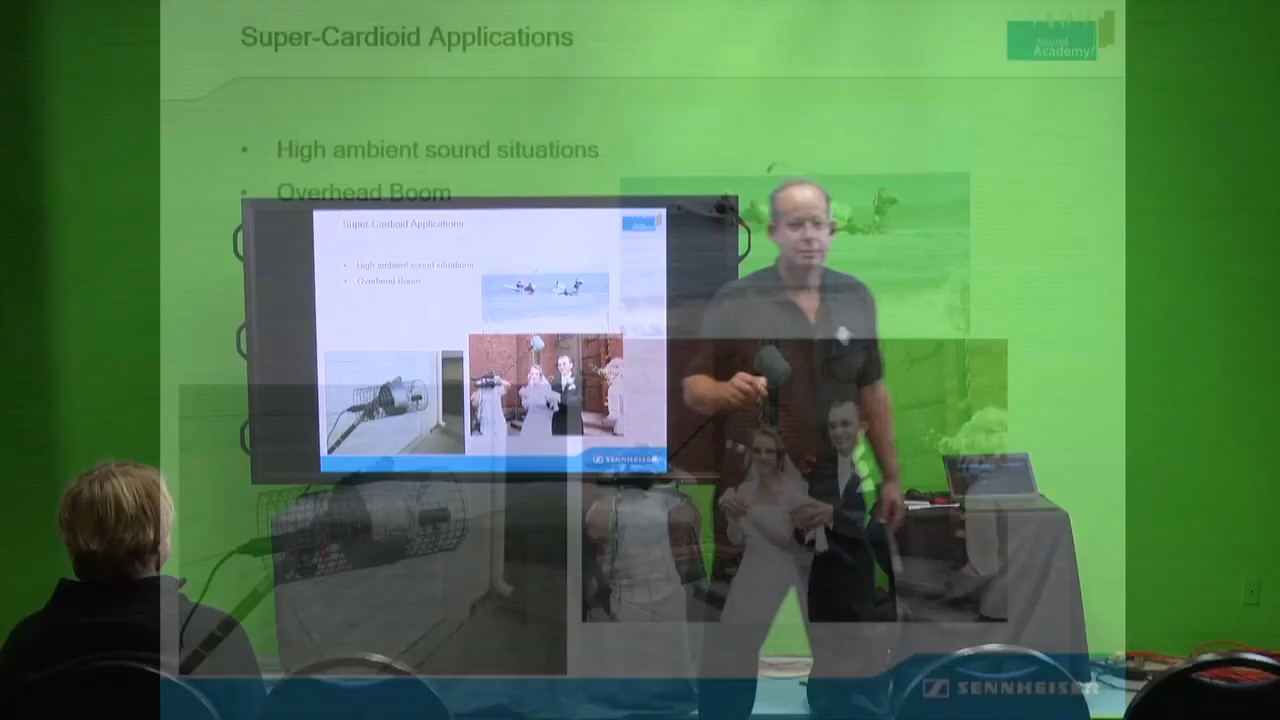 Super-Cardioid Applications
Sound
Academy/
• High ambient sound situations
• Overhead Boom
Super-Cardioid Applications
• High ambient sound situations
• Overhead Boom
SENNHEISER
SENNHEISER